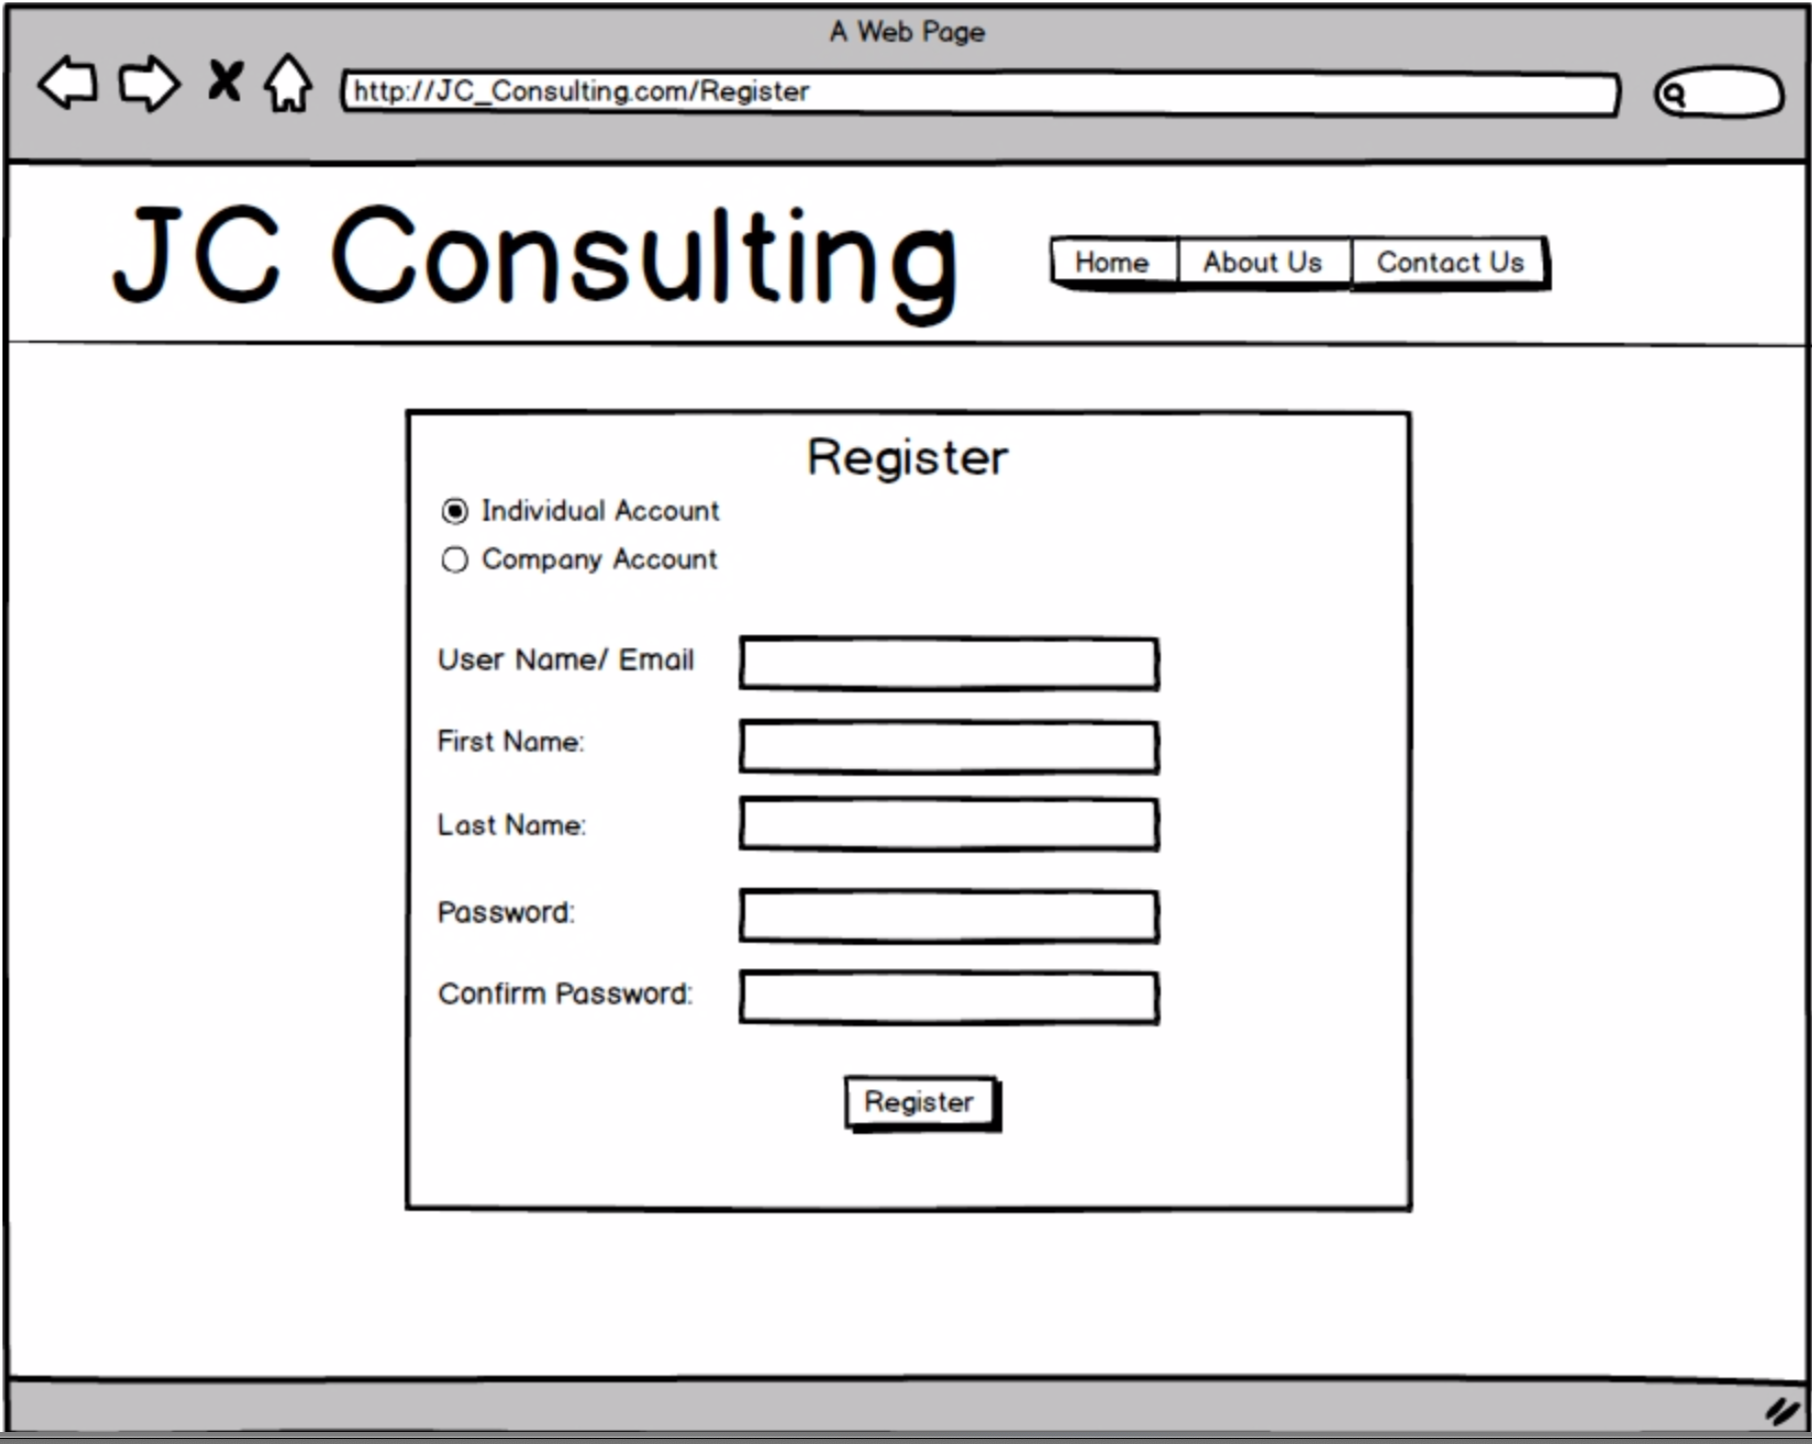 A Web Page
http://JC_Consulting.com/Register
JC Consulting
Home About Us Contact Us
Register
Individual Account
Company Account
User Name/ Email
First Name:
Last Name:
Password:
Confirm Password:
Register